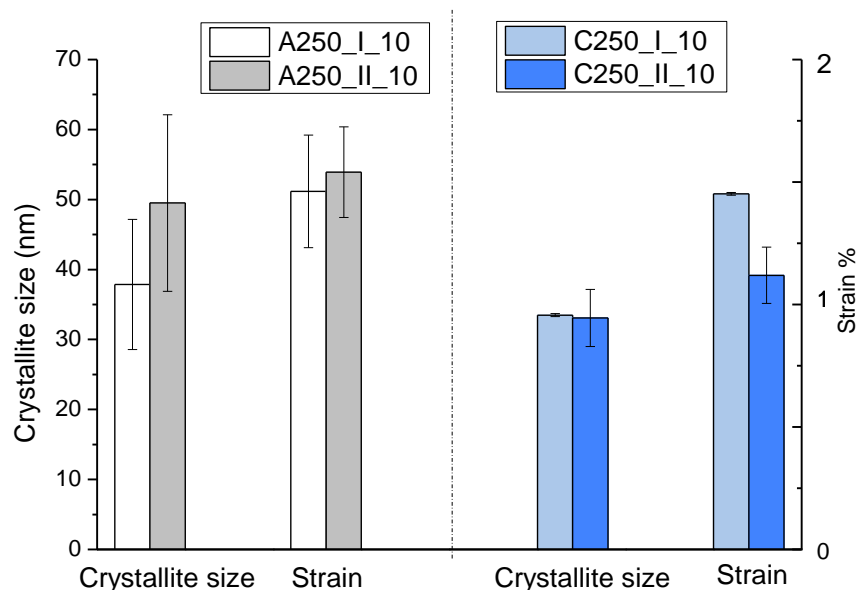 A250_I_10
A250_II_10
C250_I_10
C250_II_10
Crystallite size (nm)
70
60
50
40
30
20
10
0
2
1
0
Strain %
Crystallite size
Strain
Crystallite size
Strain